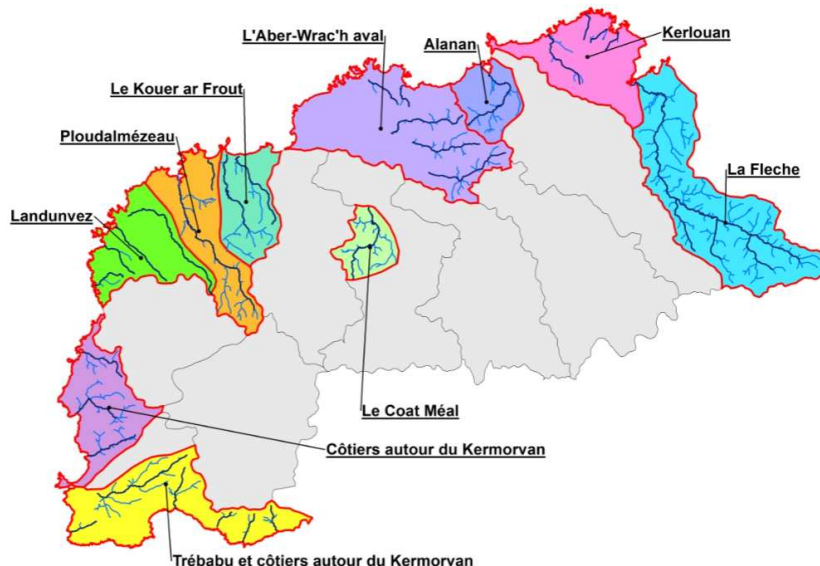 L'Aber-Wrac'h aval
Alanan
Kerlouan
Le Kouer ar Frout
Ploudalmézeau
La Fleche
Landunvez
Le Coat Méal
Côtiers autour du Kermorvan
Trébabu et côtiers autour du Kermorvan